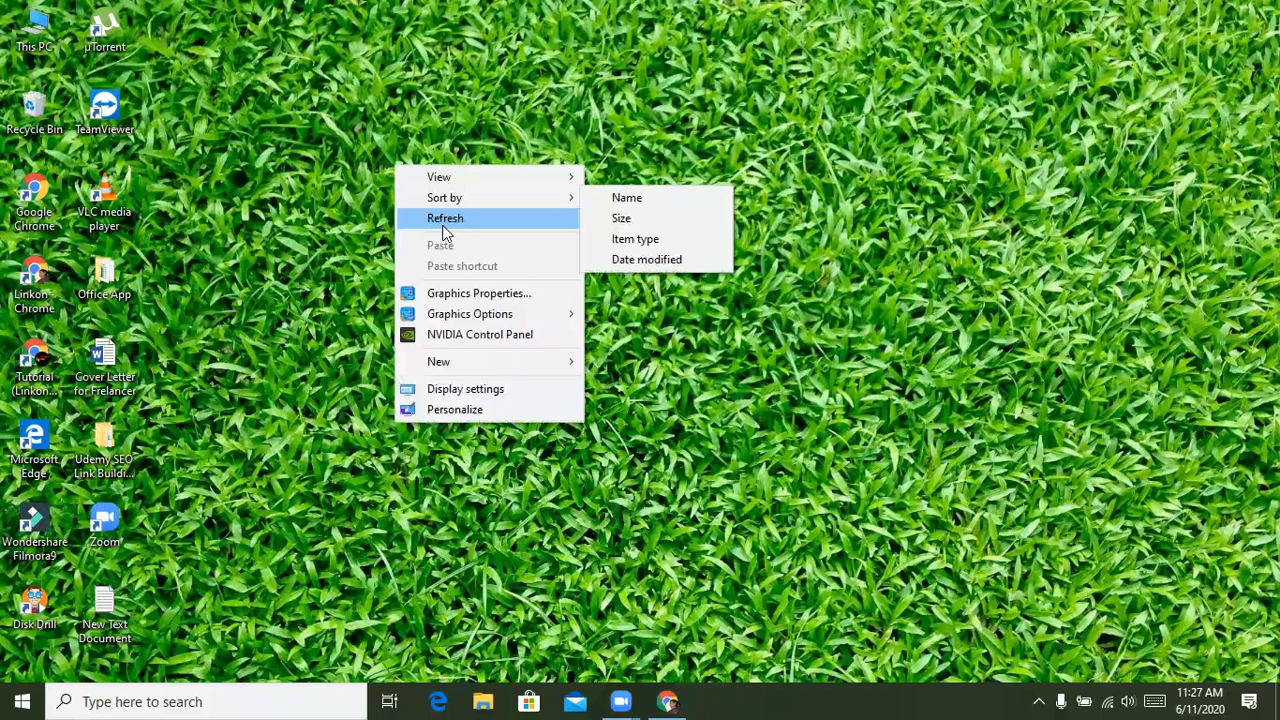 This PC
µTorrent
Recycle Bin
TeamViewer
Google
Chrome
VLC media
player
Linkon -
Chrome
Office App
Tutorial
(Linkon...
Cover Letter
for Frelancer
Microsoft
Edge
Udemy SEO
Link Buildi...
Wondershare
Filmora9
Zoom
Disk Drill
New Text
Document
View
Sort by
Refresh
Paste
Paste shortcut
Graphics Properties...
Graphics Options
NVIDIA Control Panel
New
Display settings
Personalize
Name
Size
Item type
Date modified
Type here to search
11:27 AM
6/11/2020